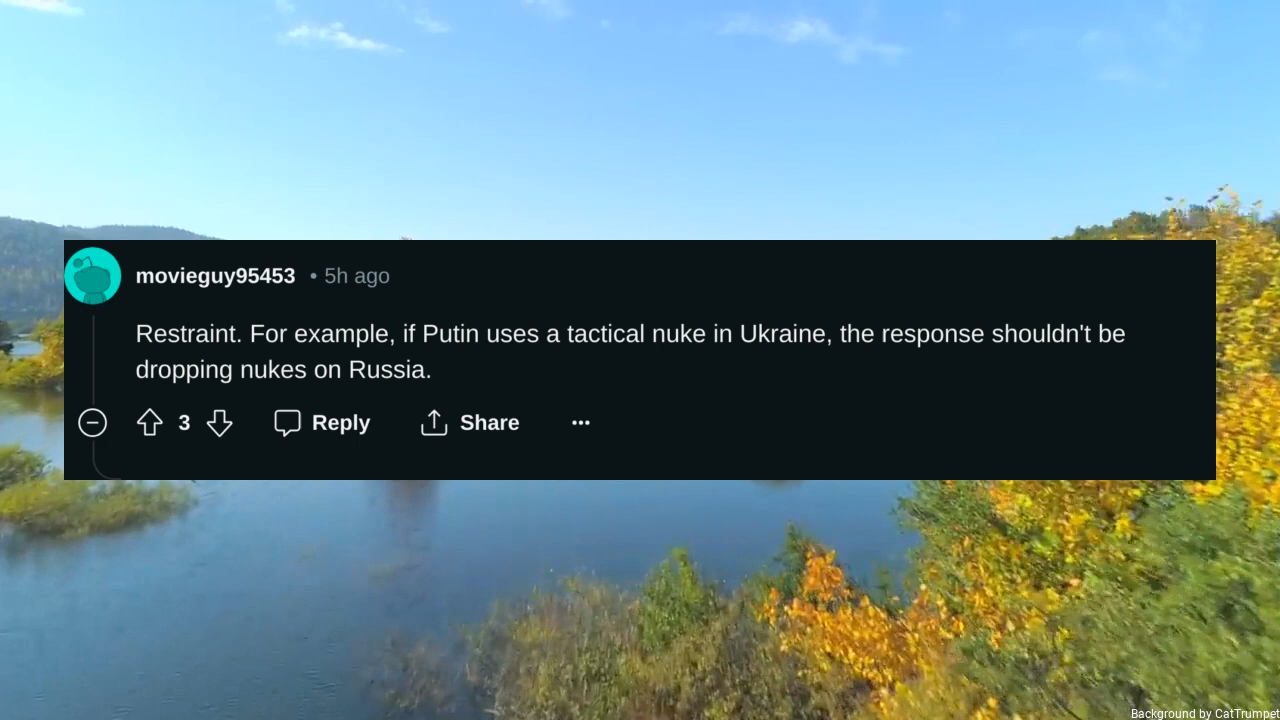 movieguy95453 • 5h ago
Restraint. For example, if Putin uses a tactical nuke in Ukraine, the response shouldn't be
dropping nukes on Russia.
3 Reply Share ...
Background by CatTrumpet